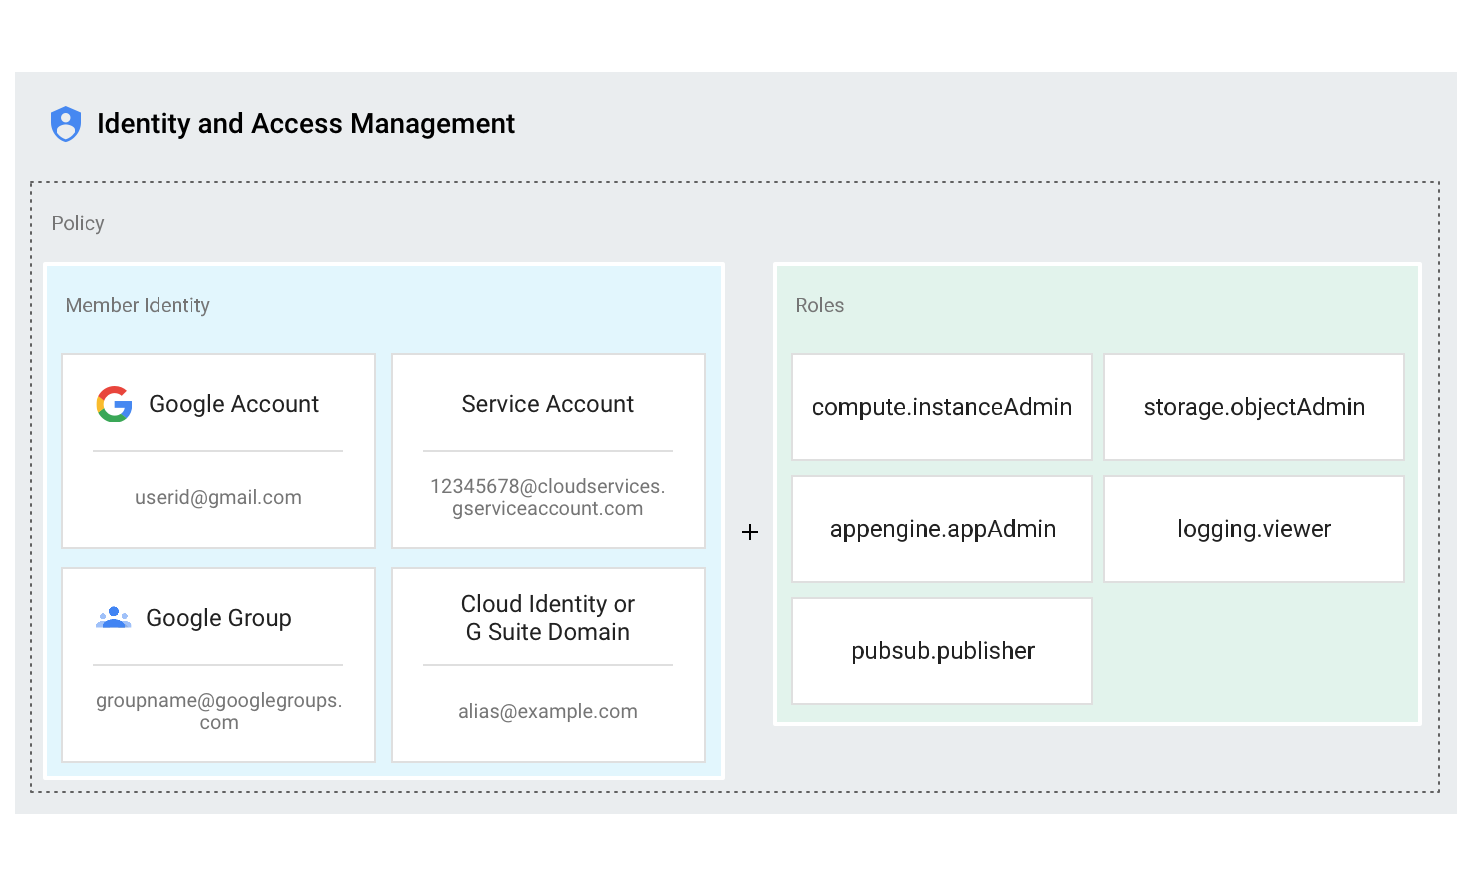 Identity and Access Management
Policy
Member Identity
Google Account
userid@gmail.com
Service Account
12345678@cloudservices.
gserviceaccount.com
Google Group
groupname@googlegroups.
com
Cloud Identity or
G Suite Domain
alias@example.com
+
Roles
compute.instanceAdmin
storage.objectAdmin
appengine.appAdmin
logging.viewer
pubsub.publisher